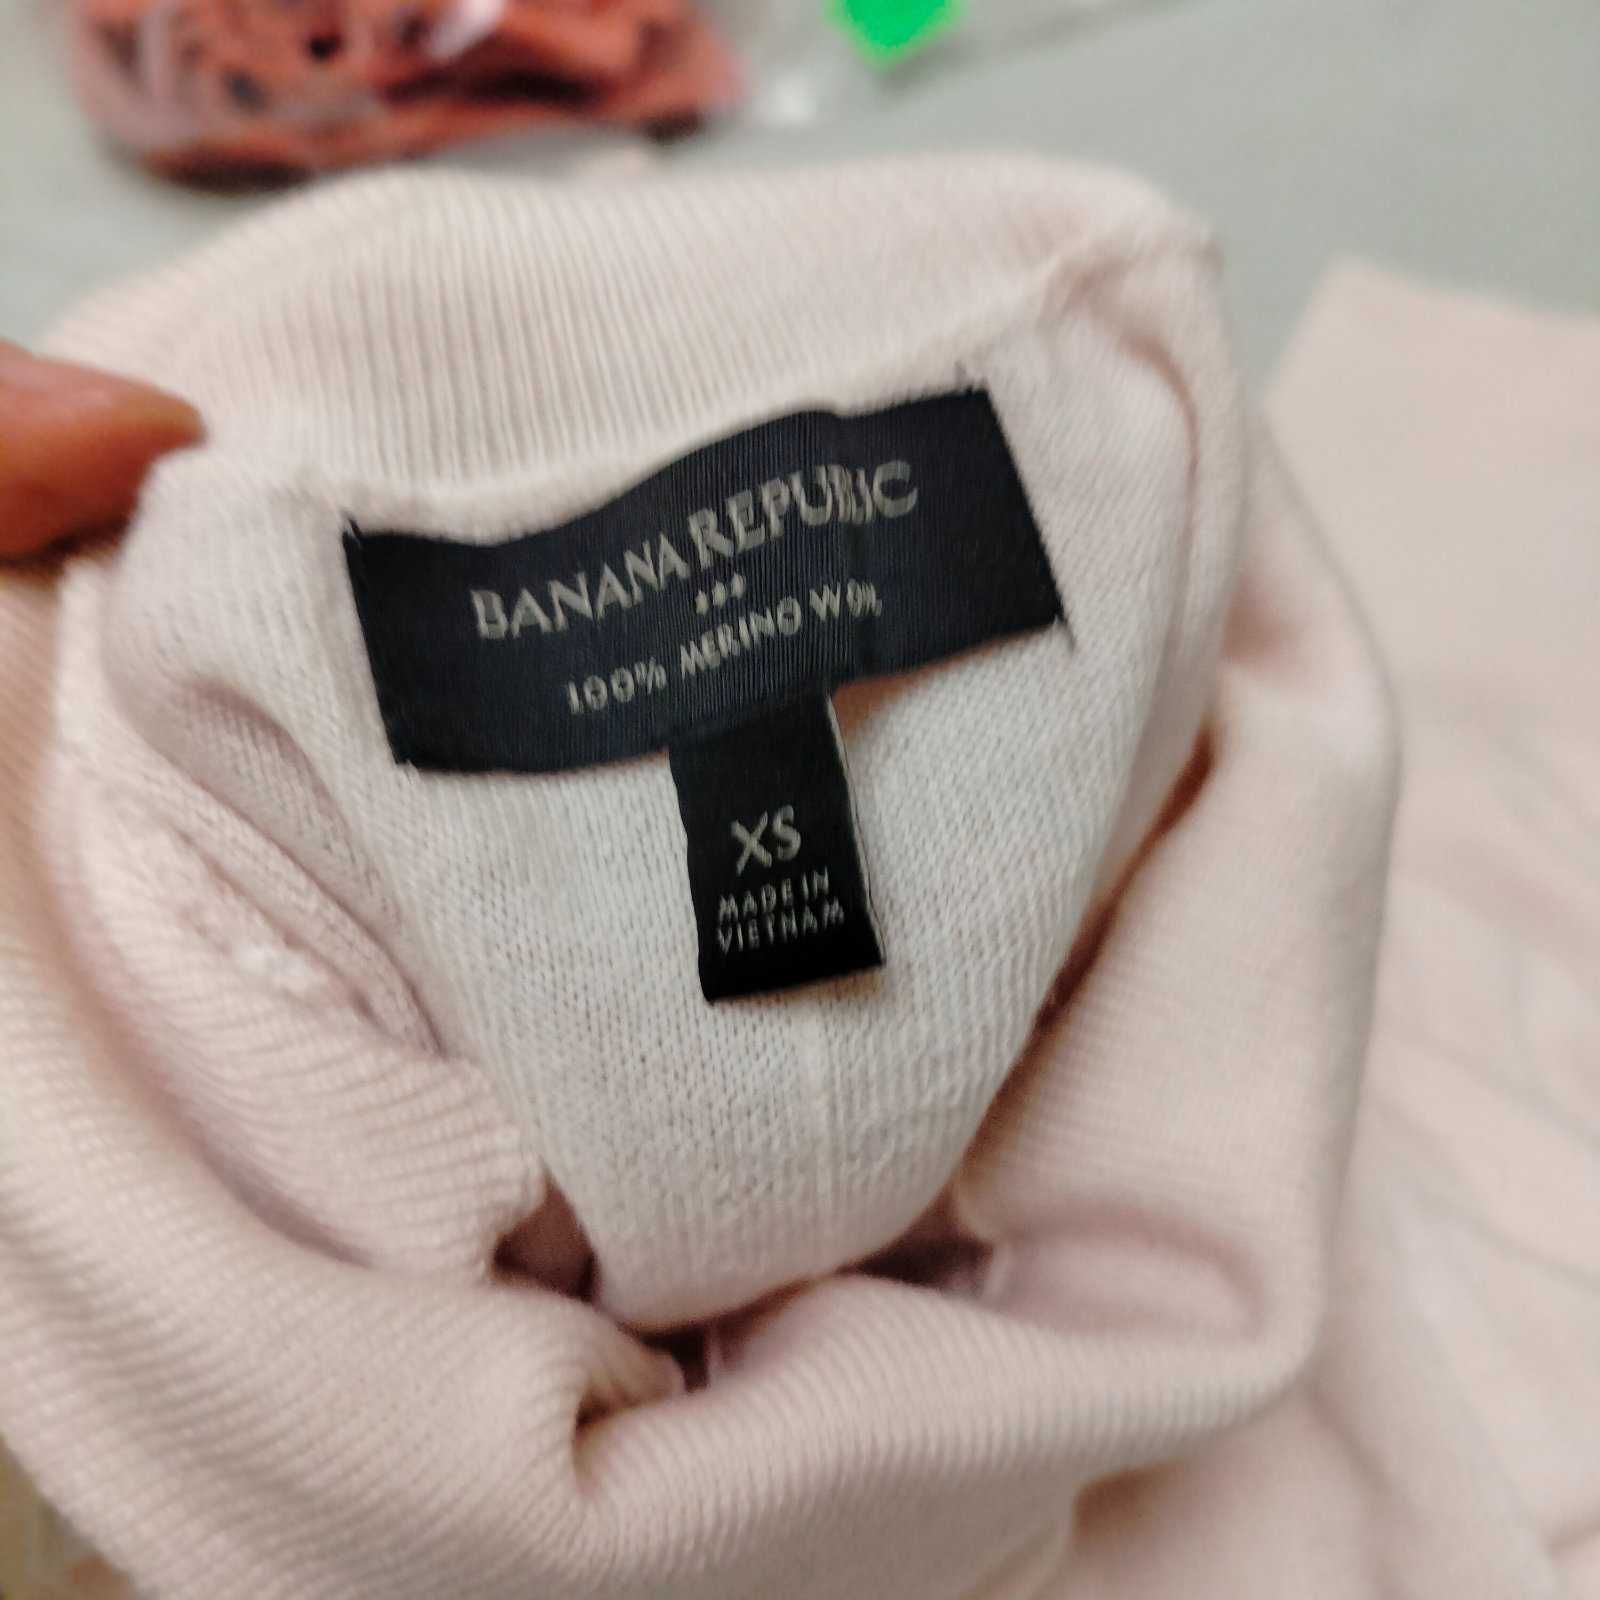 BANANA REPUBLIC
100% MERINO WOOL
XS
MADE IN
VIETNAM